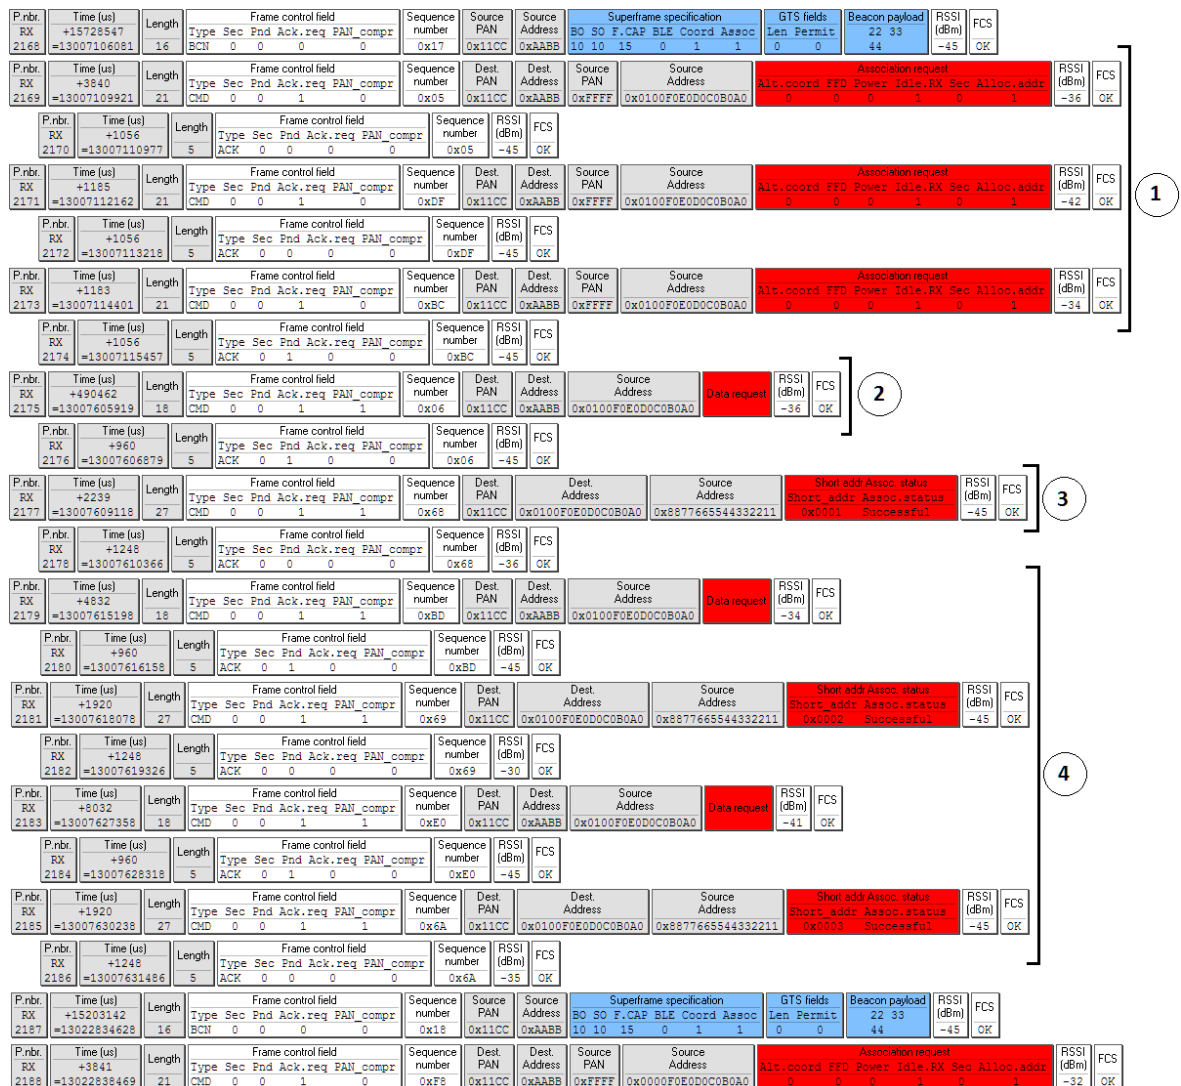 P.nbr. Time (us) Length Frame control field Sequence number Source PAN Source Address Superframe specification GTS fields Beacon payload RSSI (dBm) FCS
RX +15728547 Type Sec Pnd Ack.req PAN_compr BO SO F.CAP BLE Coord Assoc Len Permit 22 33
2168 =13007106081 16 BCN 0 0 0 0 0x17 0x11CC 0xAABB 10 10 15 0 1 1 0 0 44 -45 OK
P.nbr. Time (us) Length Frame control field Sequence number Dest. PAN Dest. Address Source PAN Source Address Association request RSSI (dBm) FCS
RX +3840 Type Sec Pnd Ack.req PAN_compr Alt.coord FFD Power Idle.RX Sec Alloc.addr
2169 =13007109921 21 CMD 0 0 1 0 0x05 0x11CC 0xAABB 0xFFFF 0x0100F0E0D0C0B0A0 0 0 0 1 0 1 -36 OK
P.nbr. Time (us) Length Frame control field Sequence number RSSI (dBm) FCS
RX +1056 Type Sec Pnd Ack.req PAN_compr
2170 =13007110977 5 ACK 0 0 0 0 0x05 -45 OK
P.nbr. Time (us) Length Frame control field Sequence number Dest. PAN Dest. Address Source PAN Source Address Association request RSSI (dBm) FCS
RX +1185 Type Sec Pnd Ack.req PAN_compr Alt.coord FFD Power Idle.RX Sec Alloc.addr
2171 =13007112162 21 CMD 0 0 1 0 0xDF 0x11CC 0xAABB 0xFFFF 0x0100F0E0D0C0B0A0 0 0 0 1 0 1 -42 OK
1
P.nbr. Time (us) Length Frame control field Sequence number RSSI (dBm) FCS
RX +1056 Type Sec Pnd Ack.req PAN_compr
2172 =13007113218 5 ACK 0 0 0 0 0xDF -45 OK
P.nbr. Time (us) Length Frame control field Sequence number Dest. PAN Dest. Address Source PAN Source Address Association request RSSI (dBm) FCS
RX +1183 Type Sec Pnd Ack.req PAN_compr Alt.coord FFD Power Idle.RX Sec Alloc.addr
2173 =13007114401 21 CMD 0 0 1 0 0xBC 0x11CC 0xAABB 0xFFFF 0x0100F0E0D0C0B0A0 0 0 0 1 0 1 -34 OK
P.nbr. Time (us) Length Frame control field Sequence number RSSI (dBm) FCS
RX +1056 Type Sec Pnd Ack.req PAN_compr
2174 =13007115457 5 ACK 0 1 0 0 0xBC -45 OK
P.nbr. Time (us) Length Frame control field Sequence number Dest. PAN Dest. Address Source Address Data request RSSI (dBm) FCS
RX +490462 Type Sec Pnd Ack.req PAN_compr
2175 =13007605919 18 CMD 0 0 1 1 0x06 0x11CC 0xAABB 0x0100F0E0D0C0B0A0 -36 OK
2
P.nbr. Time (us) Length Frame control field Sequence number RSSI (dBm) FCS
RX +960 Type Sec Pnd Ack.req PAN_compr
2176 =13007606879 5 ACK 0 1 0 0 0x06 -45 OK
P.nbr. Time (us) Length Frame control field Sequence number Dest. PAN Dest. Address Source Address Short addr Assoc. status RSSI (dBm) FCS
RX +2239 Type Sec Pnd Ack.req PAN_compr Short_addr Assoc.status
2177 =13007609118 27 CMD 0 0 1 1 0x68 0x11CC 0x0100F0E0D0C0B0A0 0x8877665544332211 0x0001 Successful -45 OK
3
P.nbr. Time (us) Length Frame control field Sequence number RSSI (dBm) FCS
RX +1248 Type Sec Pnd Ack.req PAN_compr
2178 =13007610366 5 ACK 0 0 0 0 0x68 -36 OK
P.nbr. Time (us) Length Frame control field Sequence number Dest. PAN Dest. Address Source Address Data request RSSI (dBm) FCS
RX +4832 Type Sec Pnd Ack.req PAN_compr
2179 =13007615198 18 CMD 0 0 1 1 0xBD 0x11CC 0xAABB 0x0100F0E0D0C0B0A0 -34 OK
P.nbr. Time (us) Length Frame control field Sequence number RSSI (dBm) FCS
RX +960 Type Sec Pnd Ack.req PAN_compr
2180 =13007616158 5 ACK 0 1 0 0 0xBD -45 OK
P.nbr. Time (us) Length Frame control field Sequence number Dest. PAN Dest. Address Source Address Short addr Assoc. status RSSI (dBm) FCS
RX +1920 Type Sec Pnd Ack.req PAN_compr Short_addr Assoc.status
2181 =13007618078 27 CMD 0 0 1 1 0x69 0x11CC 0x0100F0E0D0C0B0A0 0x8877665544332211 0x0002 Successful -45 OK
P.nbr. Time (us) Length Frame control field Sequence number RSSI (dBm) FCS
RX +1248 Type Sec Pnd Ack.req PAN_compr
2182 =13007619326 5 ACK 0 0 0 0 0x69 -30 OK
4
P.nbr. Time (us) Length Frame control field Sequence number Dest. PAN Dest. Address Source Address Data request RSSI (dBm) FCS
RX +8032 Type Sec Pnd Ack.req PAN_compr
2183 =13007627358 18 CMD 0 0 1 1 0xE0 0x11CC 0xAABB 0x0100F0E0D0C0B0A0 -41 OK
P.nbr. Time (us) Length Frame control field Sequence number RSSI (dBm) FCS
RX +960 Type Sec Pnd Ack.req PAN_compr
2184 =13007628318 5 ACK 0 1 0 0 0xE0 -45 OK
P.nbr. Time (us) Length Frame control field Sequence number Dest. PAN Dest. Address Source Address Short addr Assoc. status RSSI (dBm) FCS
RX +1920 Type Sec Pnd Ack.req PAN_compr Short_addr Assoc.status
2185 =13007630238 27 CMD 0 0 1 1 0x6A 0x11CC 0x0100F0E0D0C0B0A0 0x8877665544332211 0x0003 Successful -45 OK
P.nbr. Time (us) Length Frame control field Sequence number RSSI (dBm) FCS
RX +1248 Type Sec Pnd Ack.req PAN_compr
2186 =13007631486 5 ACK 0 0 0 0 0x6A -35 OK
P.nbr. Time (us) Length Frame control field Sequence number Source PAN Source Address Superframe specification GTS fields Beacon payload RSSI (dBm) FCS
RX +15203142 Type Sec Pnd Ack.req PAN_compr BO SO F.CAP BLE Coord Assoc Len Permit 22 33
2187 =13022834628 16 BCN 0 0 0 0 0x18 0x11CC 0xAABB 10 10 15 0 1 1 0 0 44 -45 OK
P.nbr. Time (us) Length Frame control field Sequence number Dest. PAN Dest. Address Source PAN Source Address Association request RSSI (dBm) FCS
RX +3841 Type Sec Pnd Ack.req PAN_compr Alt.coord FFD Power Idle.RX Sec Alloc.addr
2188 =13022838469 21 CMD 0 0 1 0 0xF8 0x11CC 0xAABB 0xFFFF 0x0000F0E0D0C0B0A0 0 0 0 1 0 1 -32 OK